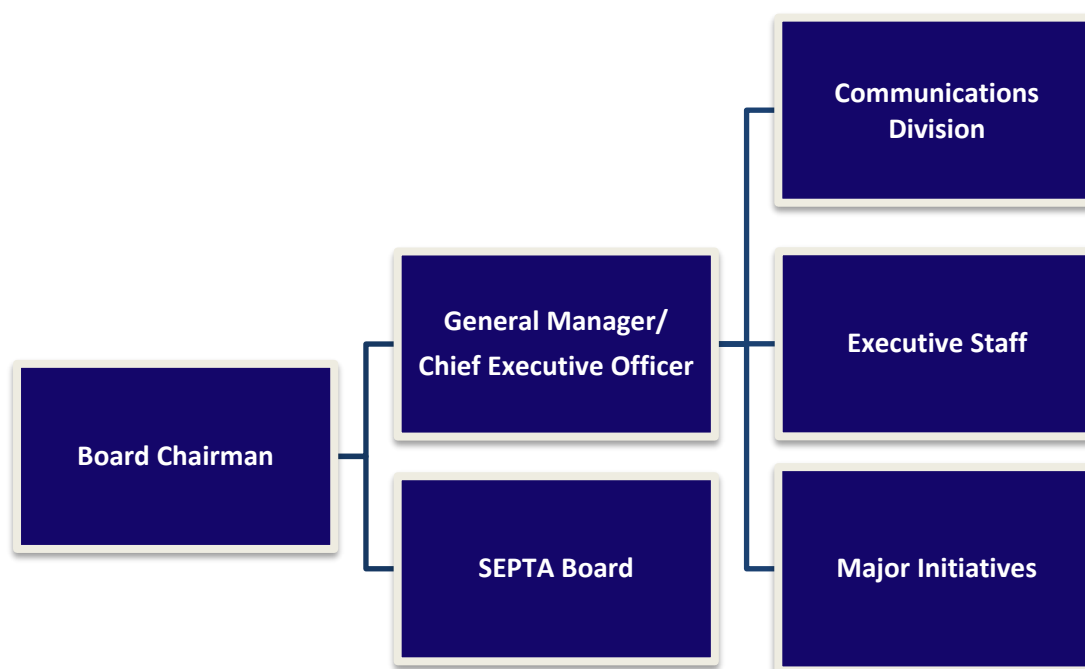 Communications
Division
General Manager/
Chief Executive Officer
Executive Staff
Board Chairman
SEPTA Board
Major Initiatives